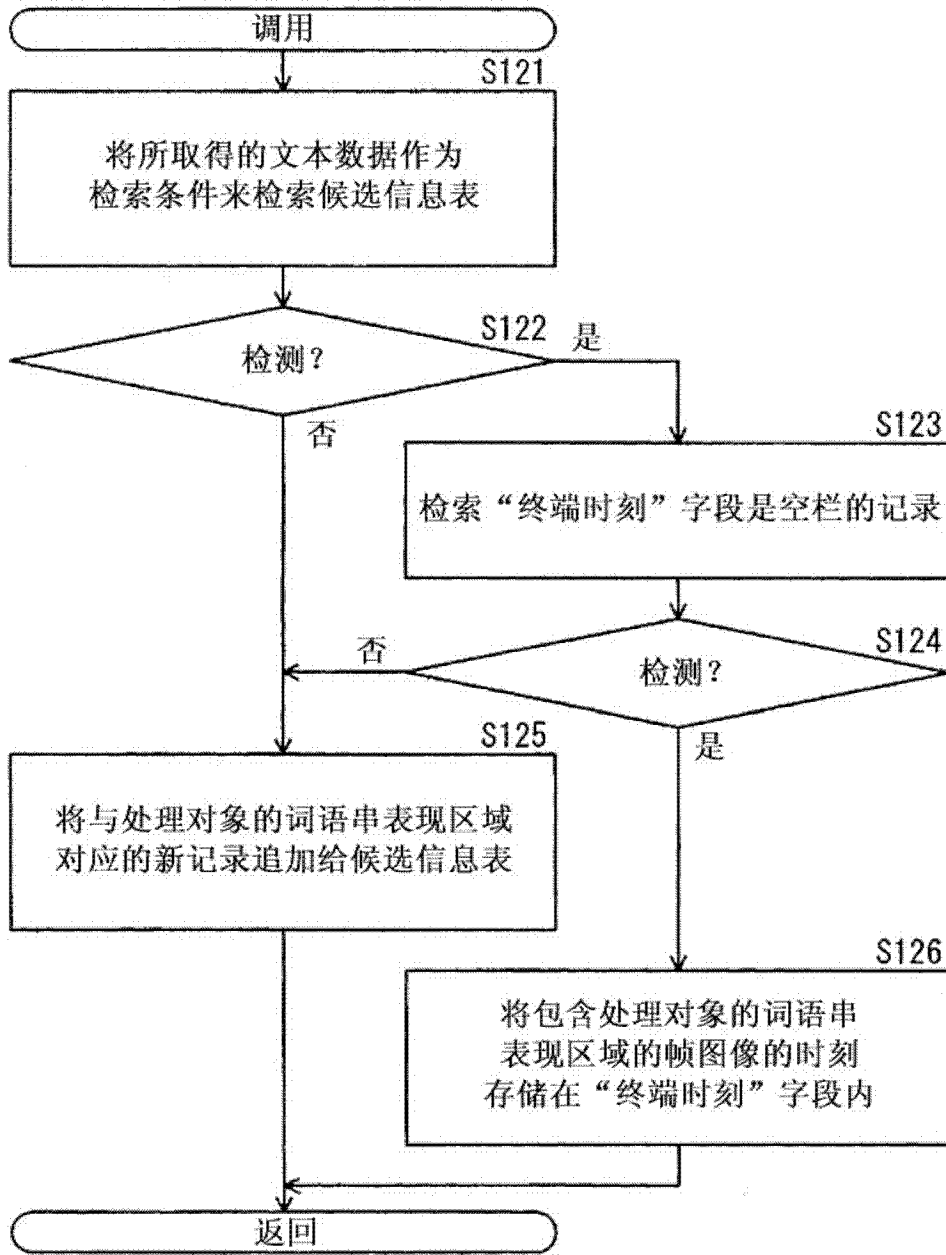 调用
S121
将所取得的文本数据作为
检索条件来检索候选信息表
S122
检测？
是
否
S123
检索“终端时刻”字段是空栏的记录
S124
检测？
否
是
S125
将与处理对象的词语串表现区域
对应的新记录追加给候选信息表
S126
将包含处理对象的词语串
表现区域的帧图像的时刻
存储在“终端时刻”字段内
返回